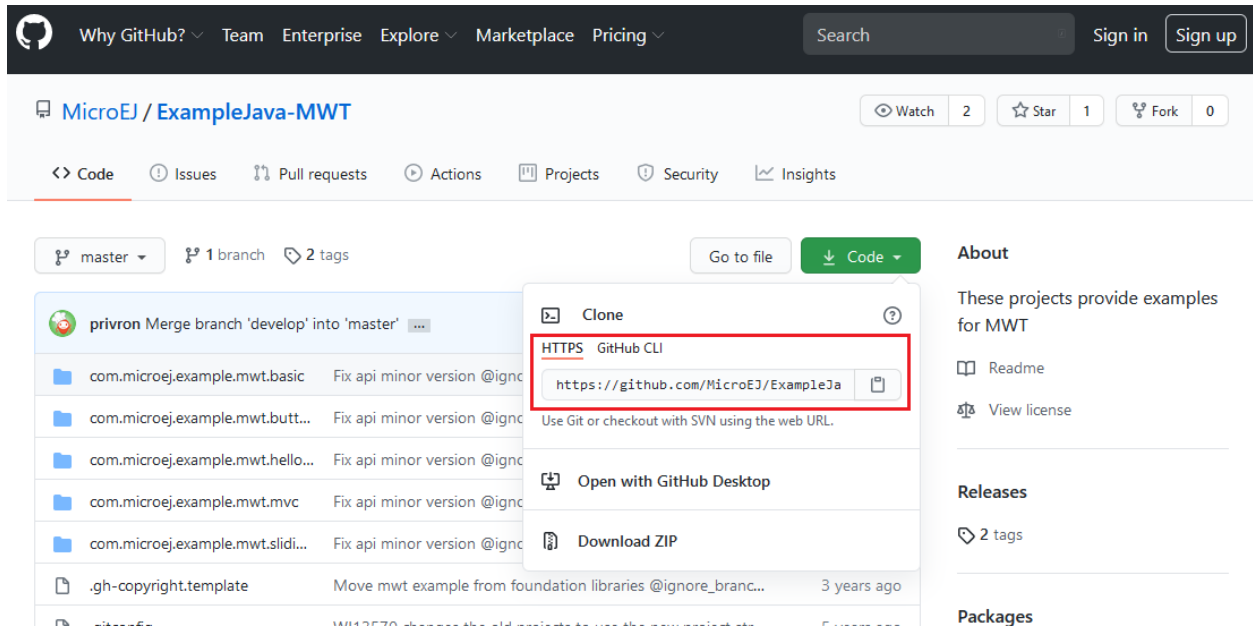 Why GitHub? Team Enterprise Explore Marketplace Pricing Search Sign in Sign up
MicroEJ / ExampleJava-MWT Watch 2 Star 1 Fork 0
<> Code Issues Pull requests Actions Projects Security Insights
master 1 branch 2 tags Go to file Code
privron Merge branch 'develop' into 'master' ...
com.microej.example.mwt.basic Fix api minor version @igno
com.microej.example.mwt.butt... Fix api minor version @igno
com.microej.example.mwt.hello... Fix api minor version @igno
com.microej.example.mwt.mvc Fix api minor version @igno
com.microej.example.mwt.slidi... Fix api minor version @igno
.gh-copyright.template Move mwt example from foundation libraries @ignore_branc... 3 years ago
Clone
HTTPS GitHub CLI
https://github.com/MicroEJ/ExampleJa
Use Git or checkout with SVN using the web URL.
Open with GitHub Desktop
Download ZIP
About
These projects provide examples
for MWT
Readme
View license
Releases
2 tags
Packages